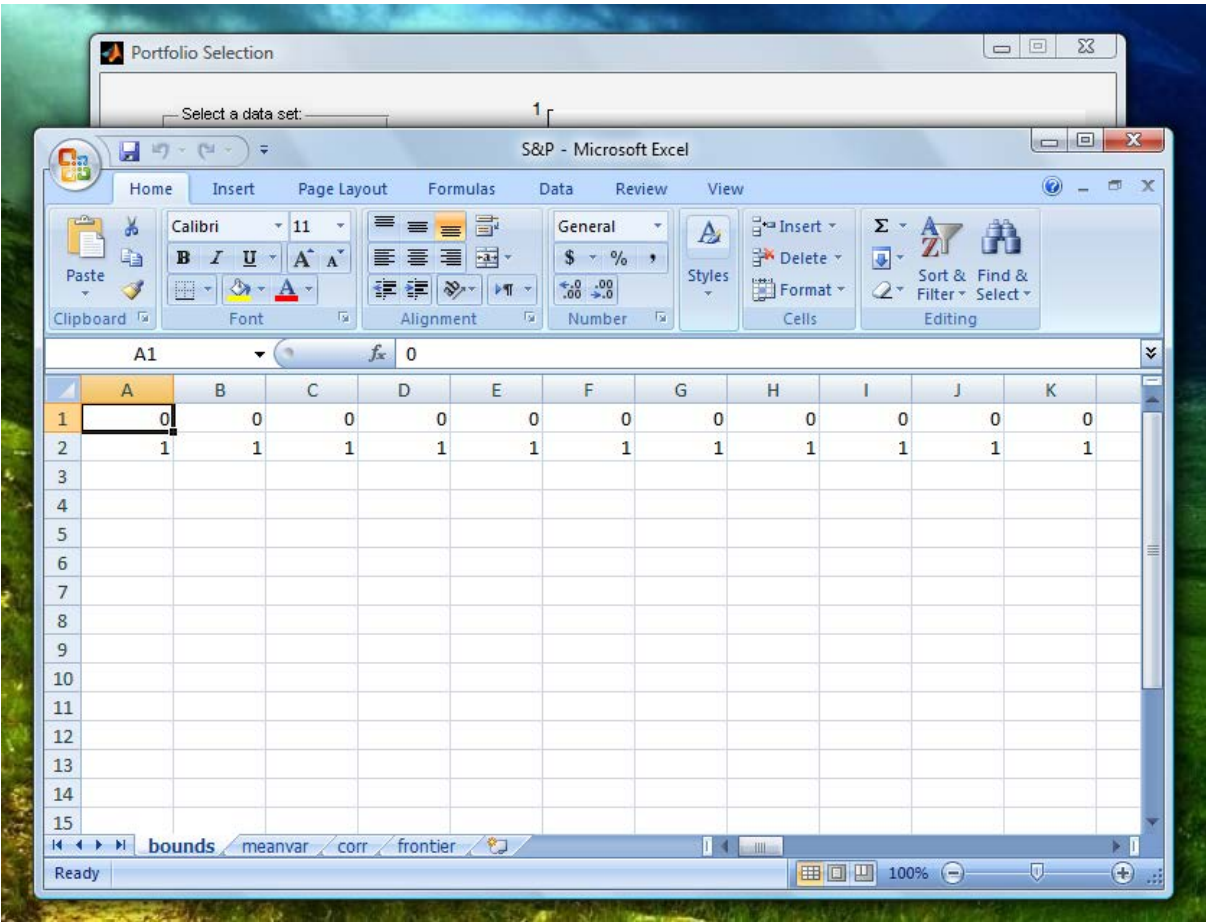 Portfolio Selection
Select a data set:
1
S&P - Microsoft Excel
Home Insert Page Layout Formulas Data Review View
Paste
Calibri 11
B I U A A
A
General
$ % ,
.0 .00
.00 .0
Styles
Insert
Delete
Format
Σ
A
Z
Sort & Filter
Find & Select
Clipboard Font Alignment Number Cells Editing
A1 fx 0
A B C D E F G H I J K
1 0 0 0 0 0 0 0 0 0 0 0
2 1 1 1 1 1 1 1 1 1 1 1
3
4
5
6
7
8
9
10
11
12
13
14
15
bounds meanvar corr frontier
Ready 100%